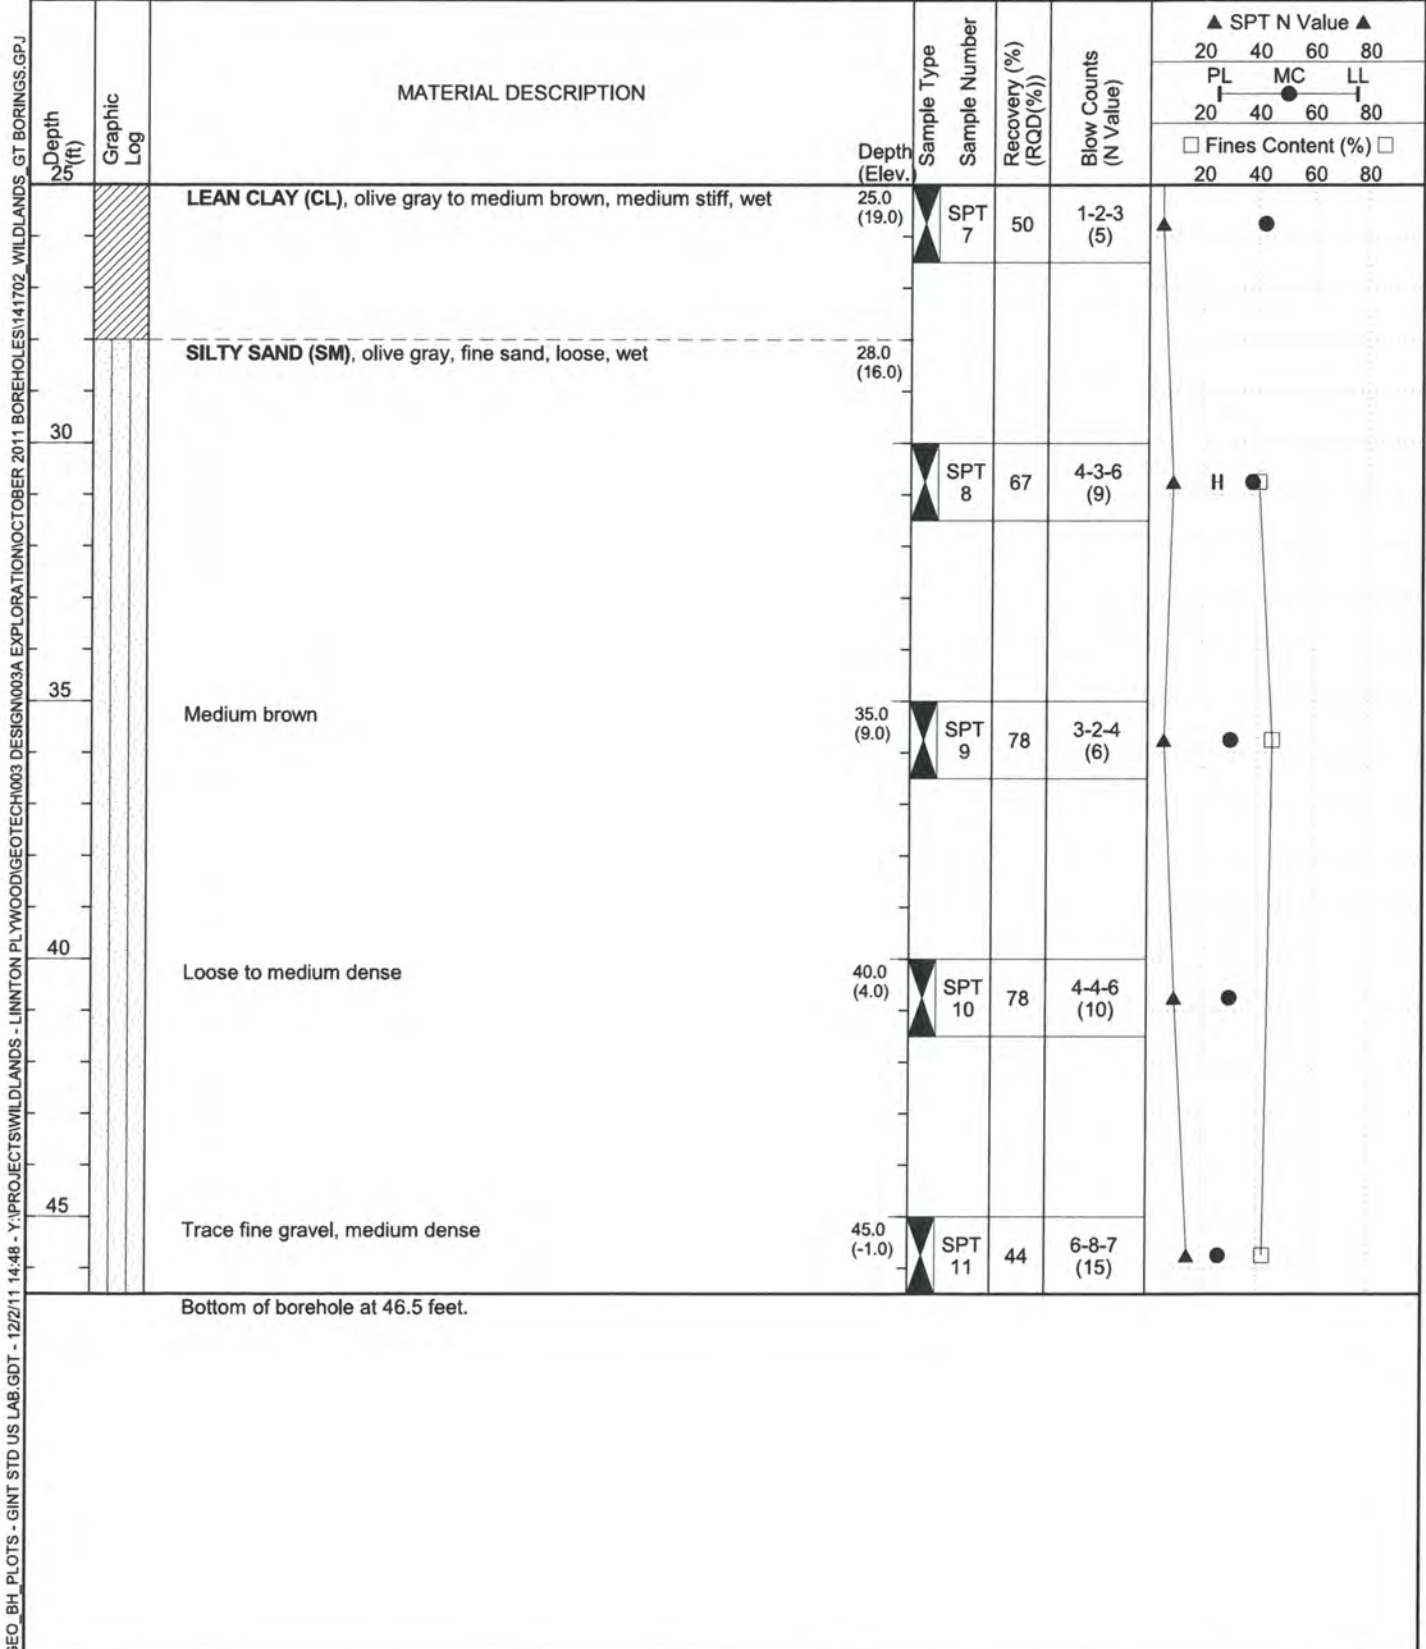 GEO_BH_PLOTS - GINT STD US LAB.GDT - 12/2/11 14:48 - Y:\PROJECTS\WILDLANDS - LINNTON PLYWOOD\GEOTECH\003 DESIGN\003A EXPLORATION\OCTOBER 2011 BOREHOLES\141702_WILDLANDS_GT BORINGS.GPJ
Depth
(ft)
Graphic
Log
MATERIAL DESCRIPTION
Depth
(Elev.)
Sample Type
Sample Number
Recovery (%)
(RQD(%))
Blow Counts
(N Value)
▲ SPT N Value ▲
20 40 60 80
PL MC LL
20 40 60 80
□ Fines Content (%) □
20 40 60 80
25
LEAN CLAY (CL), olive gray to medium brown, medium stiff, wet
25.0
(19.0)
SPT
7
50
1-2-3
(5)
SILTY SAND (SM), olive gray, fine sand, loose, wet
28.0
(16.0)
30
SPT
8
67
4-3-6
(9)
35
Medium brown
35.0
(9.0)
SPT
9
78
3-2-4
(6)
40
Loose to medium dense
40.0
(4.0)
SPT
10
78
4-4-6
(10)
45
Trace fine gravel, medium dense
45.0
(-1.0)
SPT
11
44
6-8-7
(15)
Bottom of borehole at 46.5 feet.